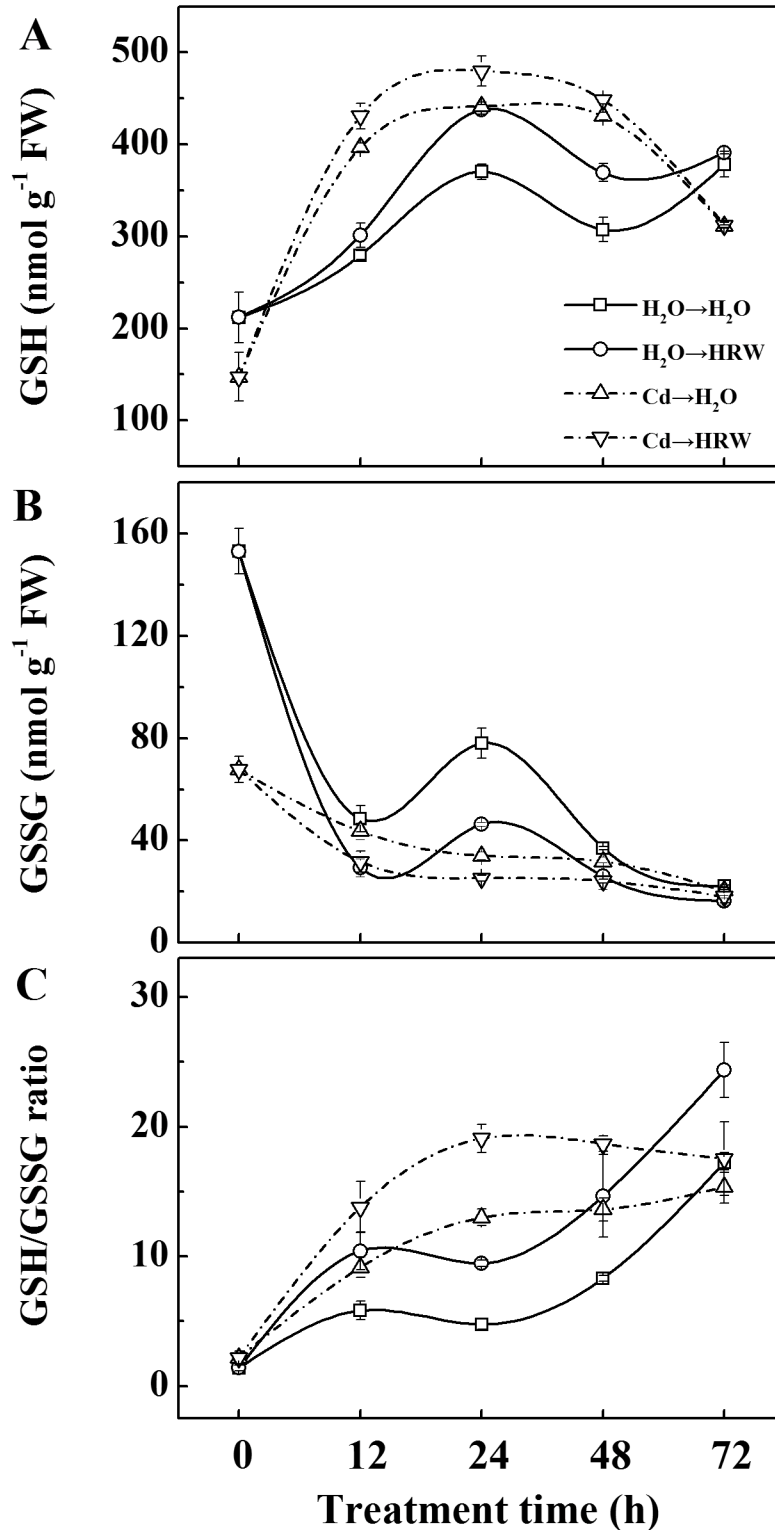 A
GSH (nmol g⁻¹ FW)
500
400
300
200
100
H₂O→H₂O
H₂O→HRW
Cd→H₂O
Cd→HRW
B
GSSG (nmol g⁻¹ FW)
160
120
80
40
0
C
GSH/GSSG ratio
30
20
10
0
0 12 24 48 72
Treatment time (h)